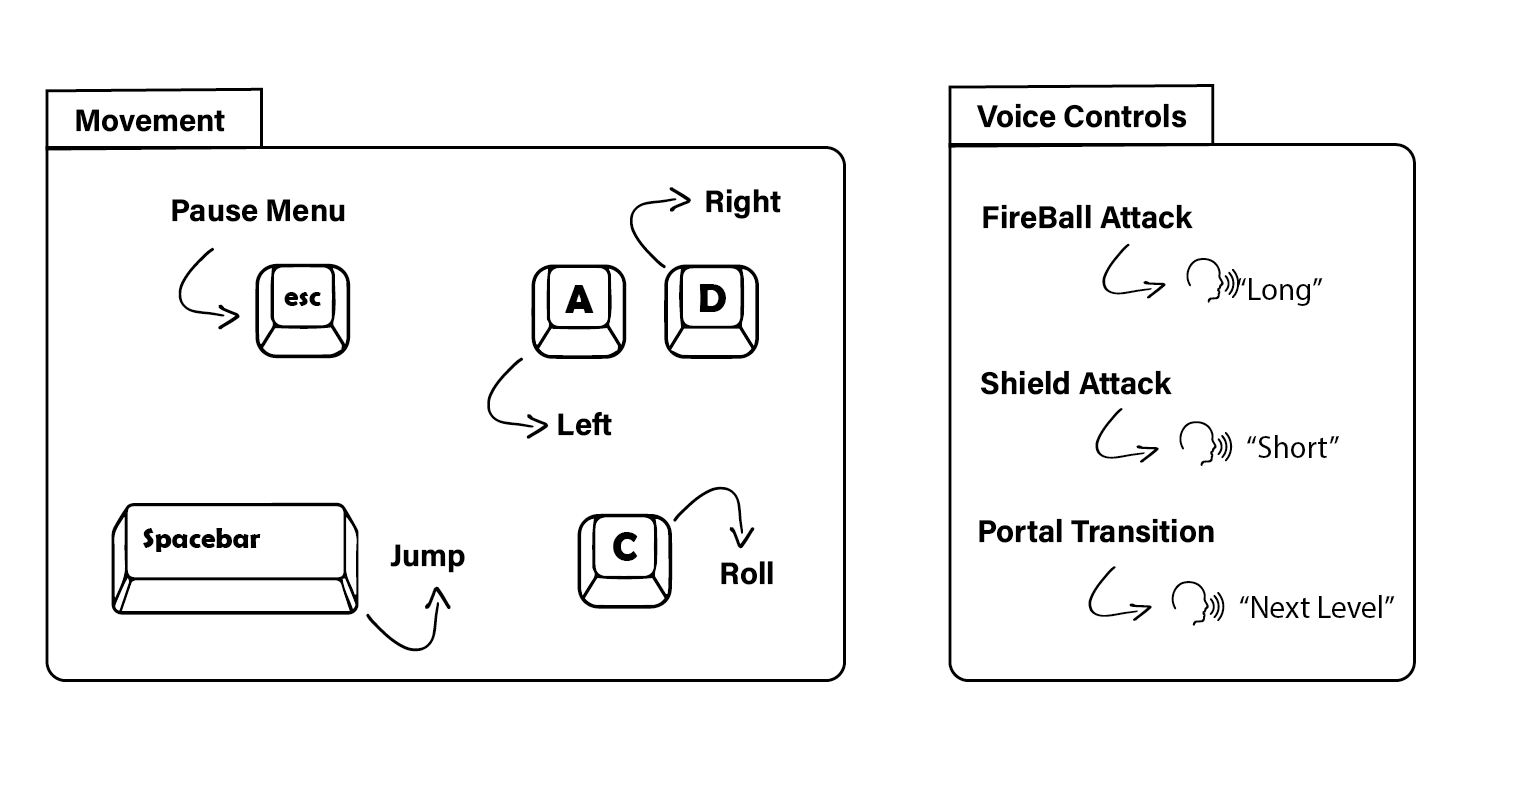 Movement
Pause Menu
esc
A
D
Right
Left
Spacebar
Jump
C
Roll
Voice Controls
FireBall Attack
“Long”
Shield Attack
“Short”
Portal Transition
“Next Level”